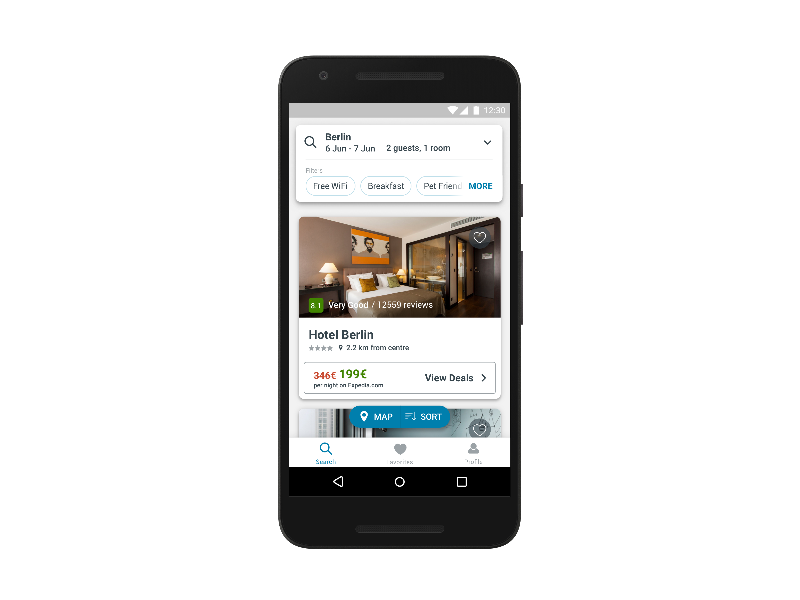 12:30
Berlin
6 Jun - 7 Jun 2 guests, 1 room
Filters
Free WiFi Breakfast Pet Friend MORE
8.1 Very Good / 12559 reviews
Hotel Berlin
2.2 km from centre
346€ 199€
per night on Expedia.com
View Deals
MAP SORT
Search Favorites Profile